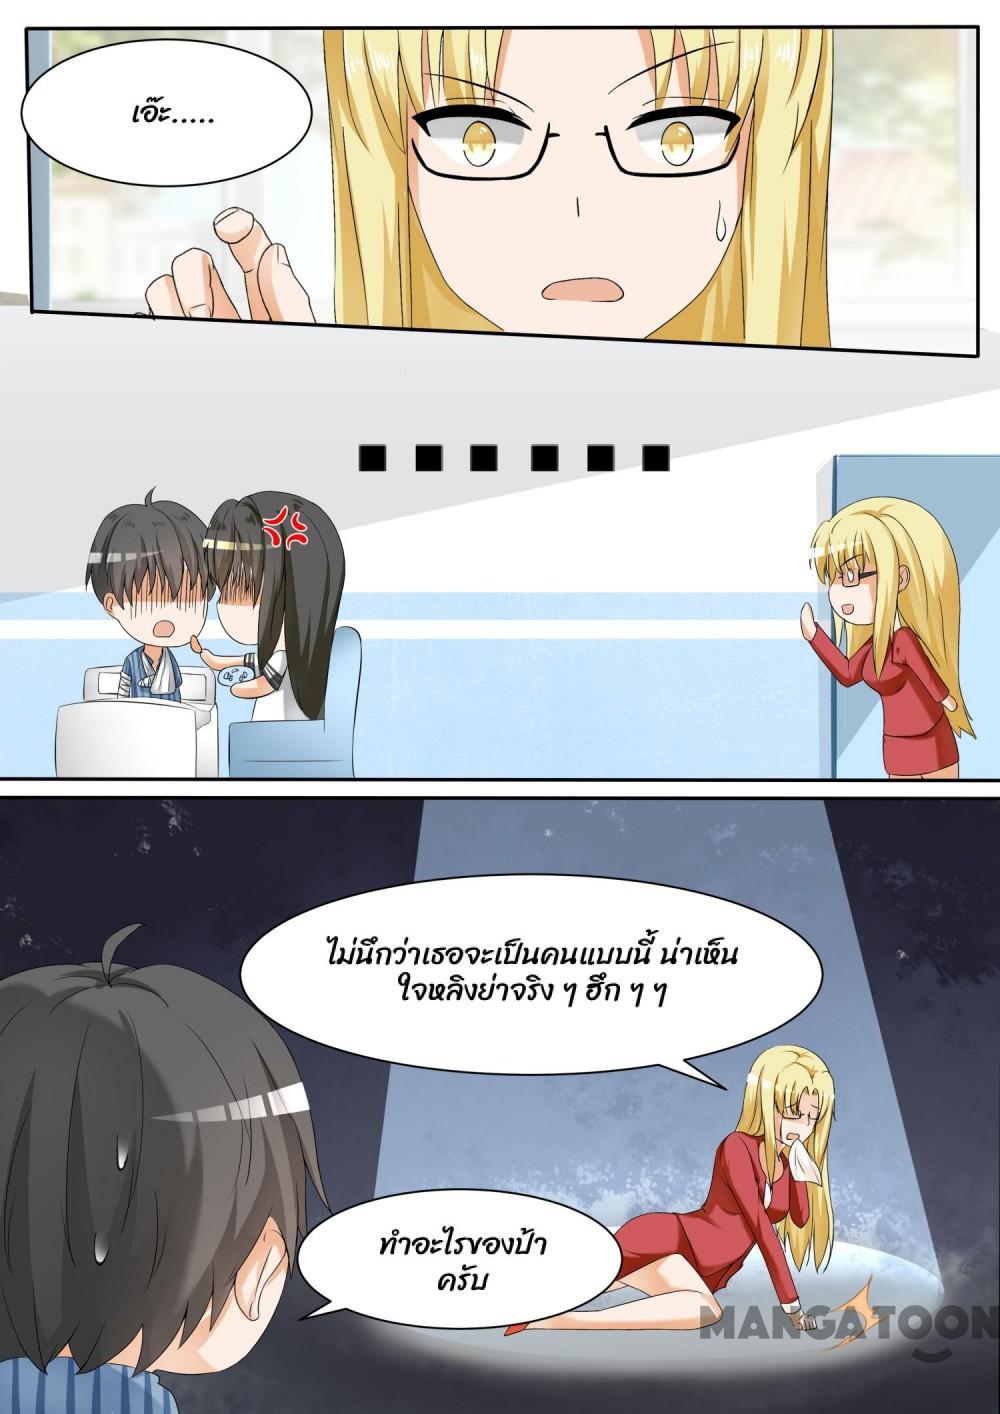 เอ๊ะ.....
ไม่นึกว่าเธอจะเป็นคนแบบนี้ น่าเห็น
ใจหลิงย่าจริง ๆ ฮึก ๆ ๆ
ทำอะไรของป้า
ครับ
MANGATOON